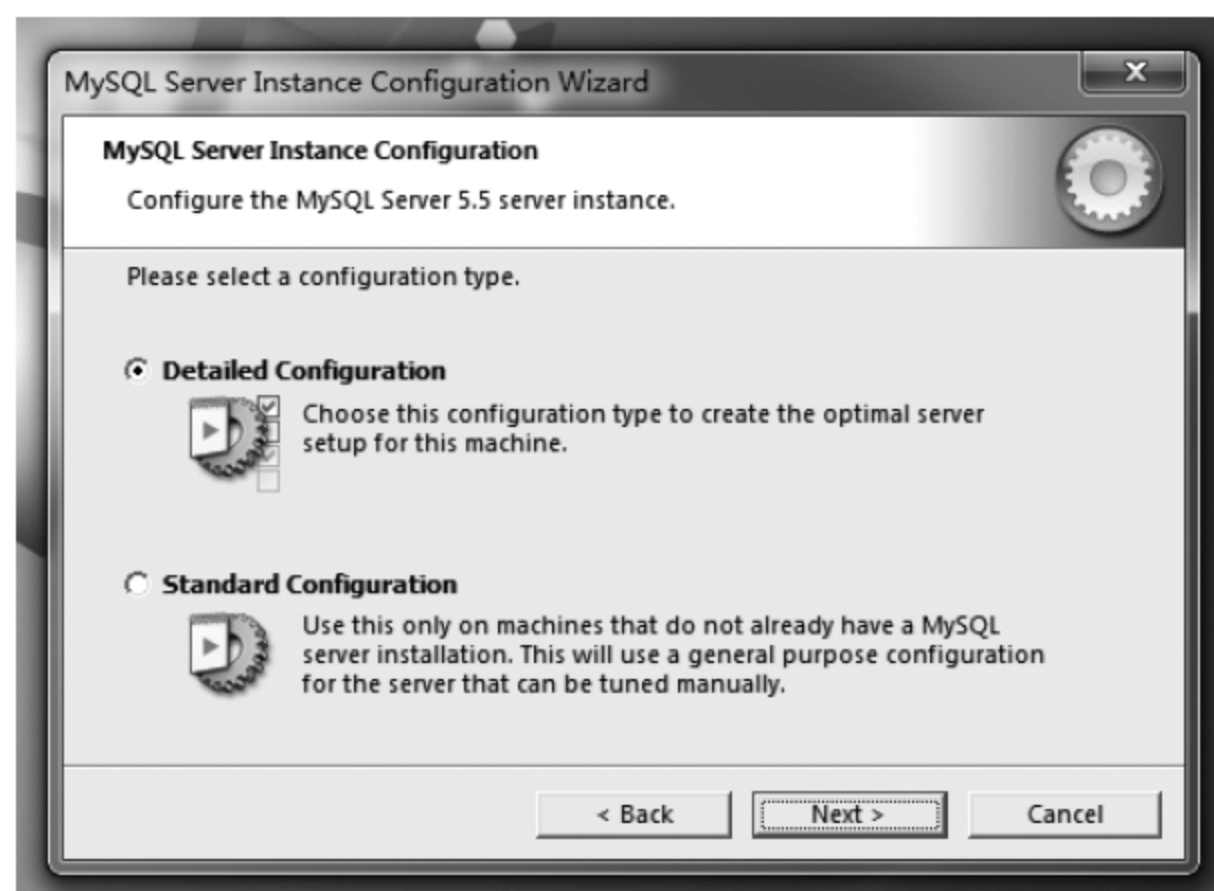 MySQL Server Instance Configuration Wizard
MySQL Server Instance Configuration
Configure the MySQL Server 5.5 server instance.
Please select a configuration type.
Detailed Configuration
Choose this configuration type to create the optimal server
setup for this machine.
Standard Configuration
Use this only on machines that do not already have a MySQL
server installation. This will use a general purpose configuration
for the server that can be tuned manually.
< Back
Next >
Cancel